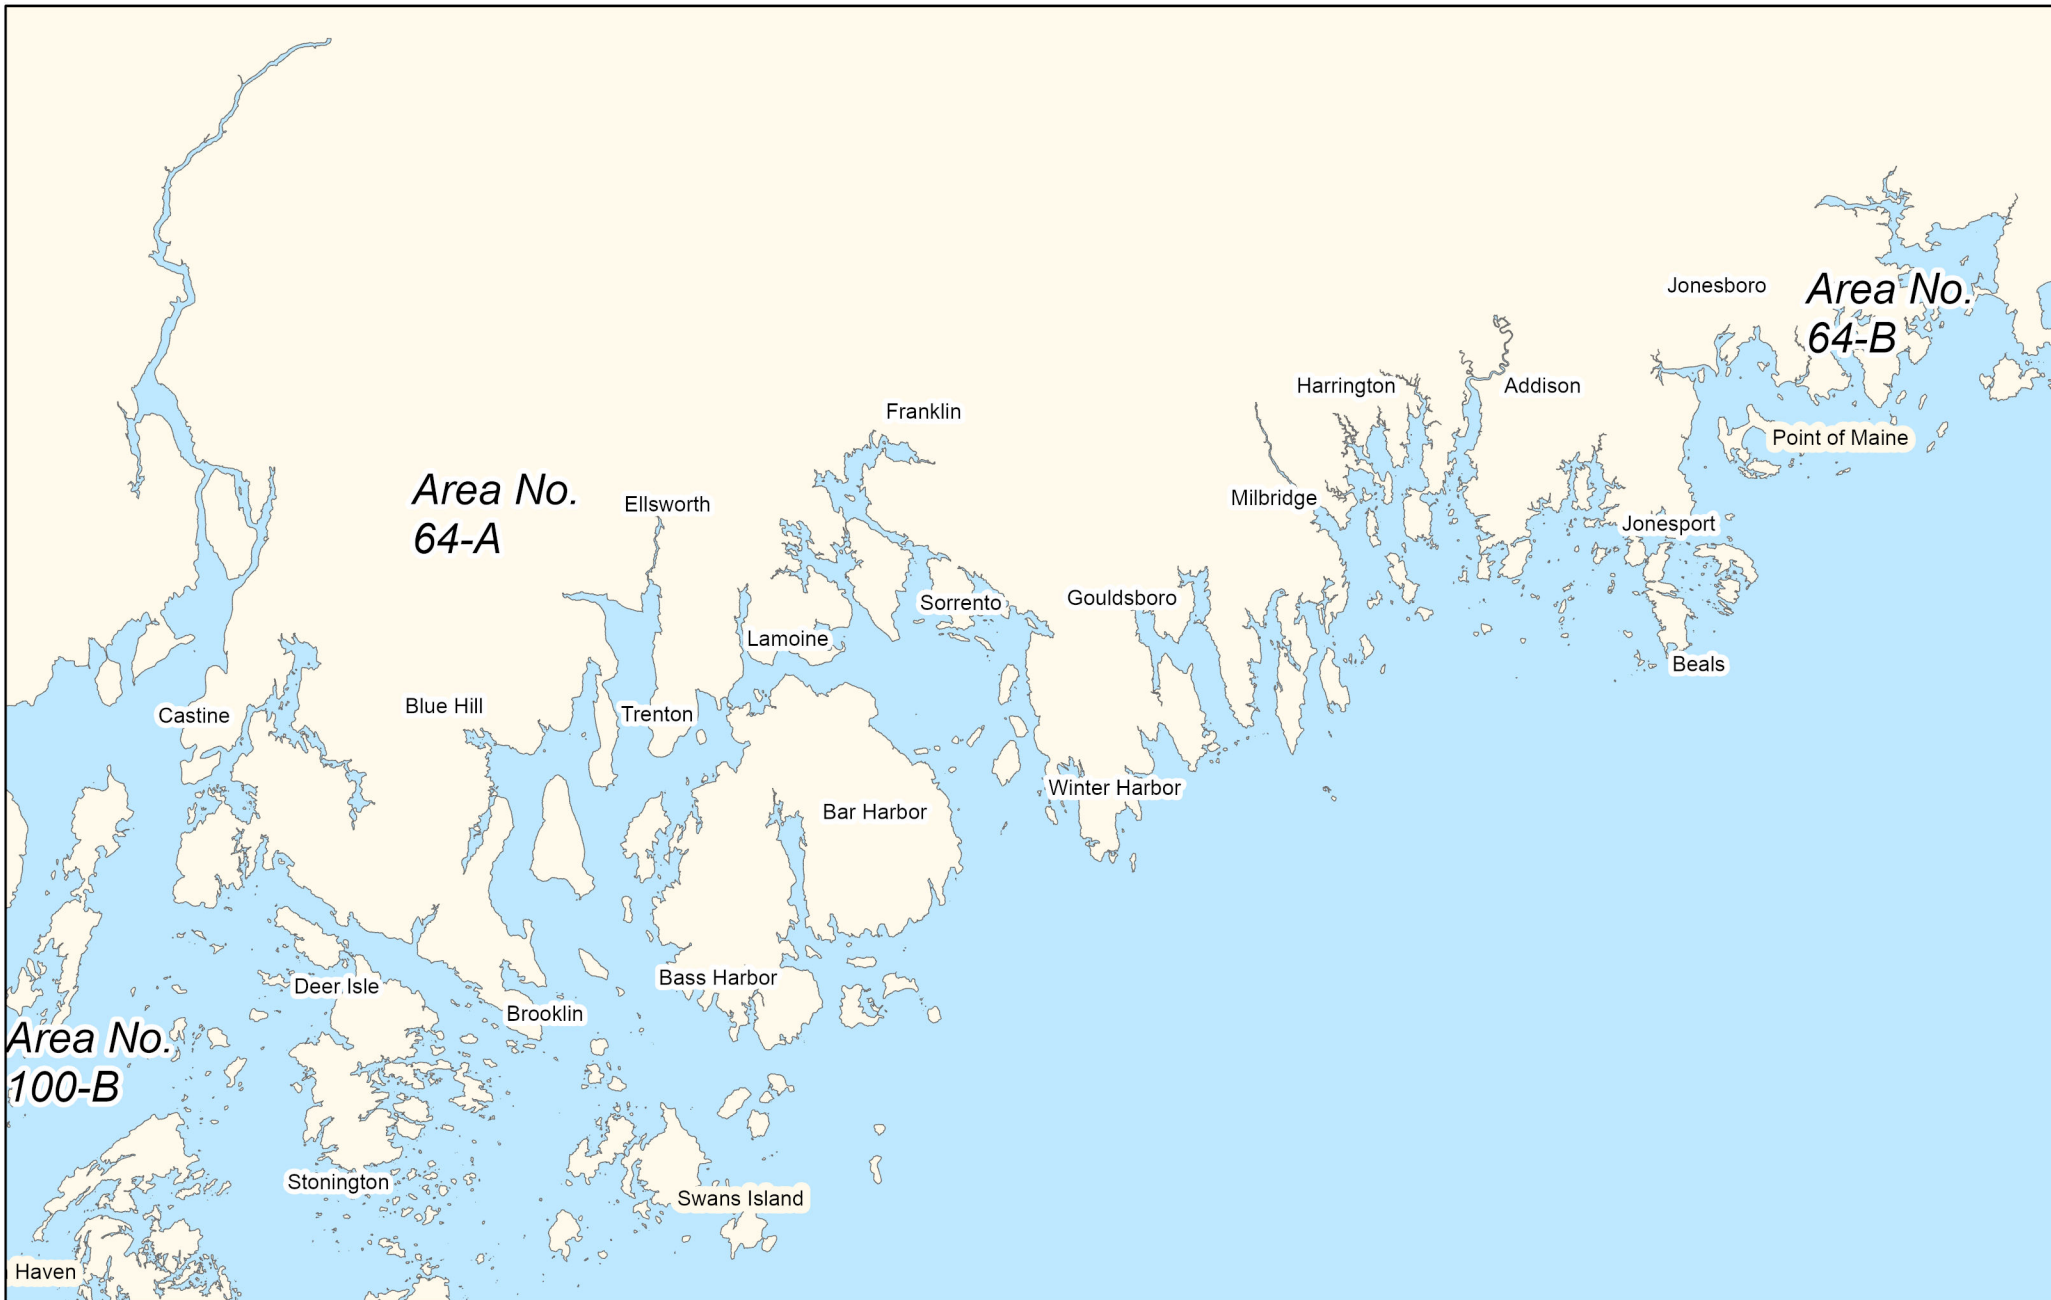 Jonesboro
Area No.
64-B
Harrington
Addison
Franklin
Point of Maine
Area No.
64-A
Ellsworth
Milbridge
Jonesport
Sorrento
Gouldsboro
Lamoine
Beals
Castine
Blue Hill
Trenton
Winter Harbor
Bar Harbor
Bass Harbor
Deer Isle
Brooklin
Area No.
100-B
Stonington
Swans Island
Haven